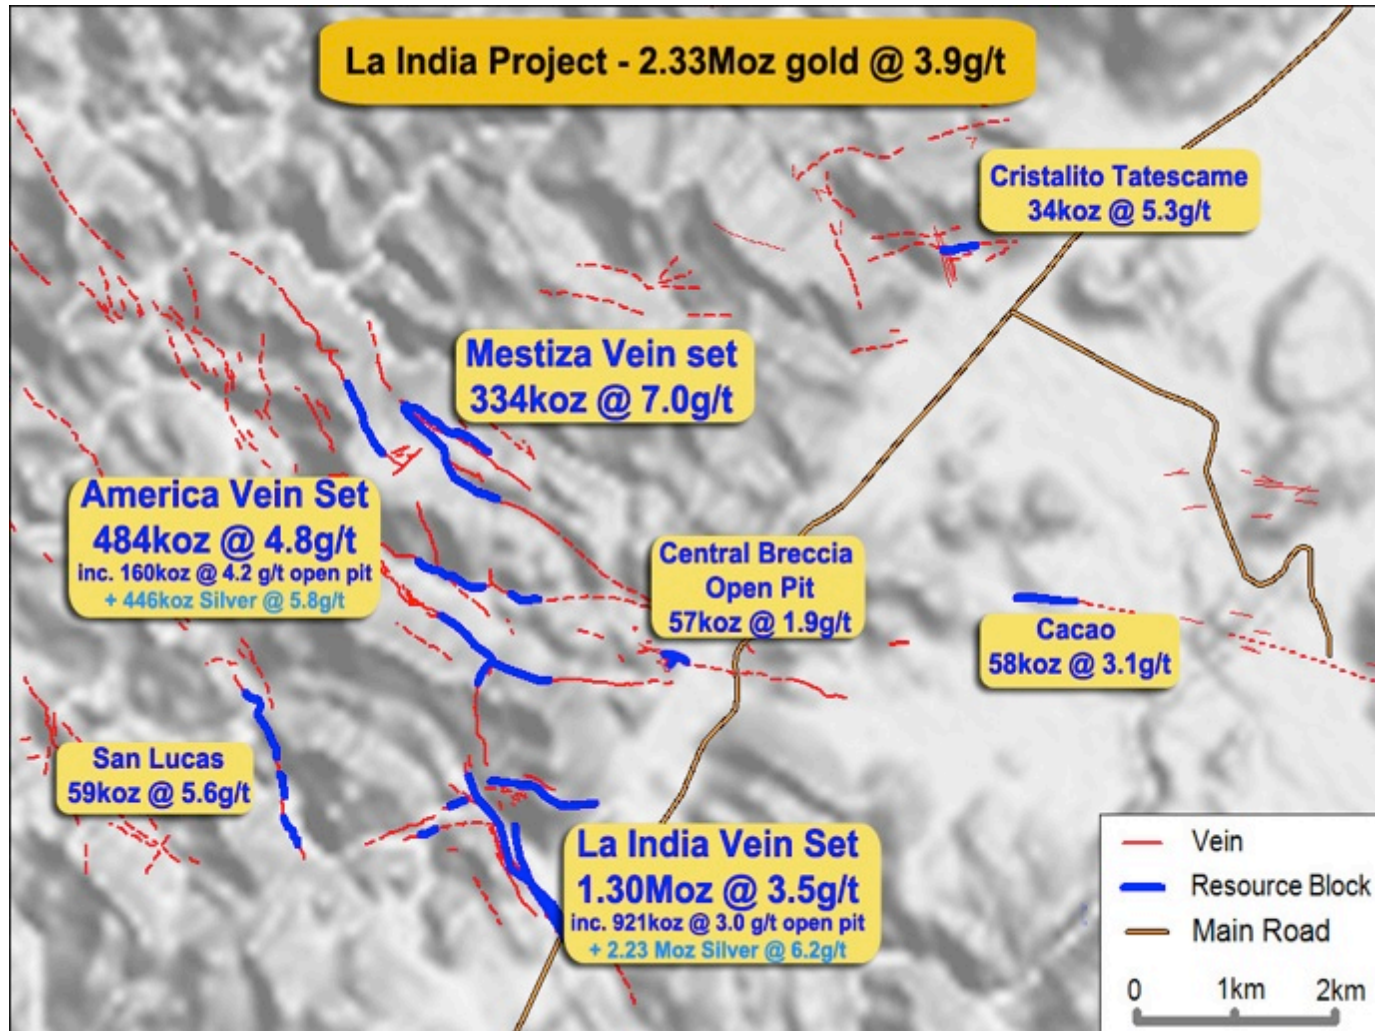 La India Project - 2.33Moz gold @ 3.9g/t
Cristalito Tatescame
34koz @ 5.3g/t
Mestiza Vein set
334koz @ 7.0g/t
America Vein Set
484koz @ 4.8g/t
inc. 160koz @ 4.2 g/t open pit
+ 446koz Silver @ 5.8g/t
Central Breccia
Open Pit
57koz @ 1.9g/t
Cacao
58koz @ 3.1g/t
San Lucas
59koz @ 5.6g/t
La India Vein Set
1.30Moz @ 3.5g/t
inc. 921koz @ 3.0 g/t open pit
+ 2.23 Moz Silver @ 6.2g/t
Vein
Resource Block
Main Road
0 1km 2km